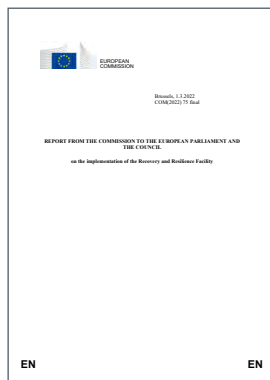 EUROPEAN
COMMISSION
Brussels, 1.3.2022
COM(2022) 75 final
REPORT FROM THE COMMISSION TO THE EUROPEAN PARLIAMENT AND
THE COUNCIL
on the implementation of the Recovery and Resilience Facility
EN EN